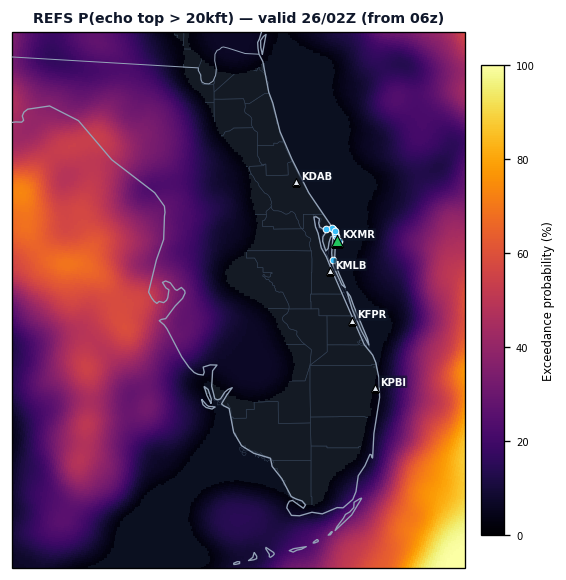 REFS P(echo top > 20kft) — valid 26/02Z (from 06z)
KDAB
KXMR
KMLB
KFPR
KPBI
100
80
60
40
20
0
Exceedance probability (%)